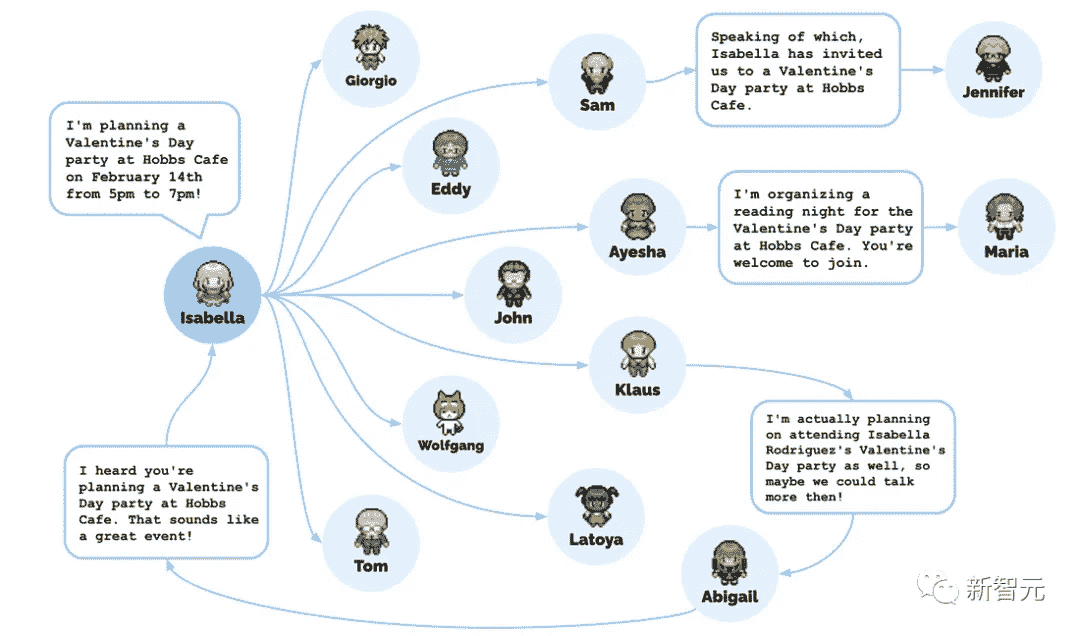 Giorgio
Speaking of which,
Isabella has invited
us to a Valentine's
Day party at Hobbs
Cafe.
Sam
Jennifer
I'm planning a
Valentine's Day
party at Hobbs Cafe
on February 14th
from 5pm to 7pm!
Eddy
I'm organizing a
reading night for the
Valentine's Day party
at Hobbs Cafe. You're
welcome to join.
Ayesha
Maria
Isabella
John
Klaus
Wolfgang
I'm actually planning
on attending Isabella
Rodriguez's Valentine's
Day party as well, so
maybe we could talk
more then!
I heard you're
planning a Valentine's
Day party at Hobbs
Cafe. That sounds like
a great event!
Tom
Latoya
Abigail
新智元